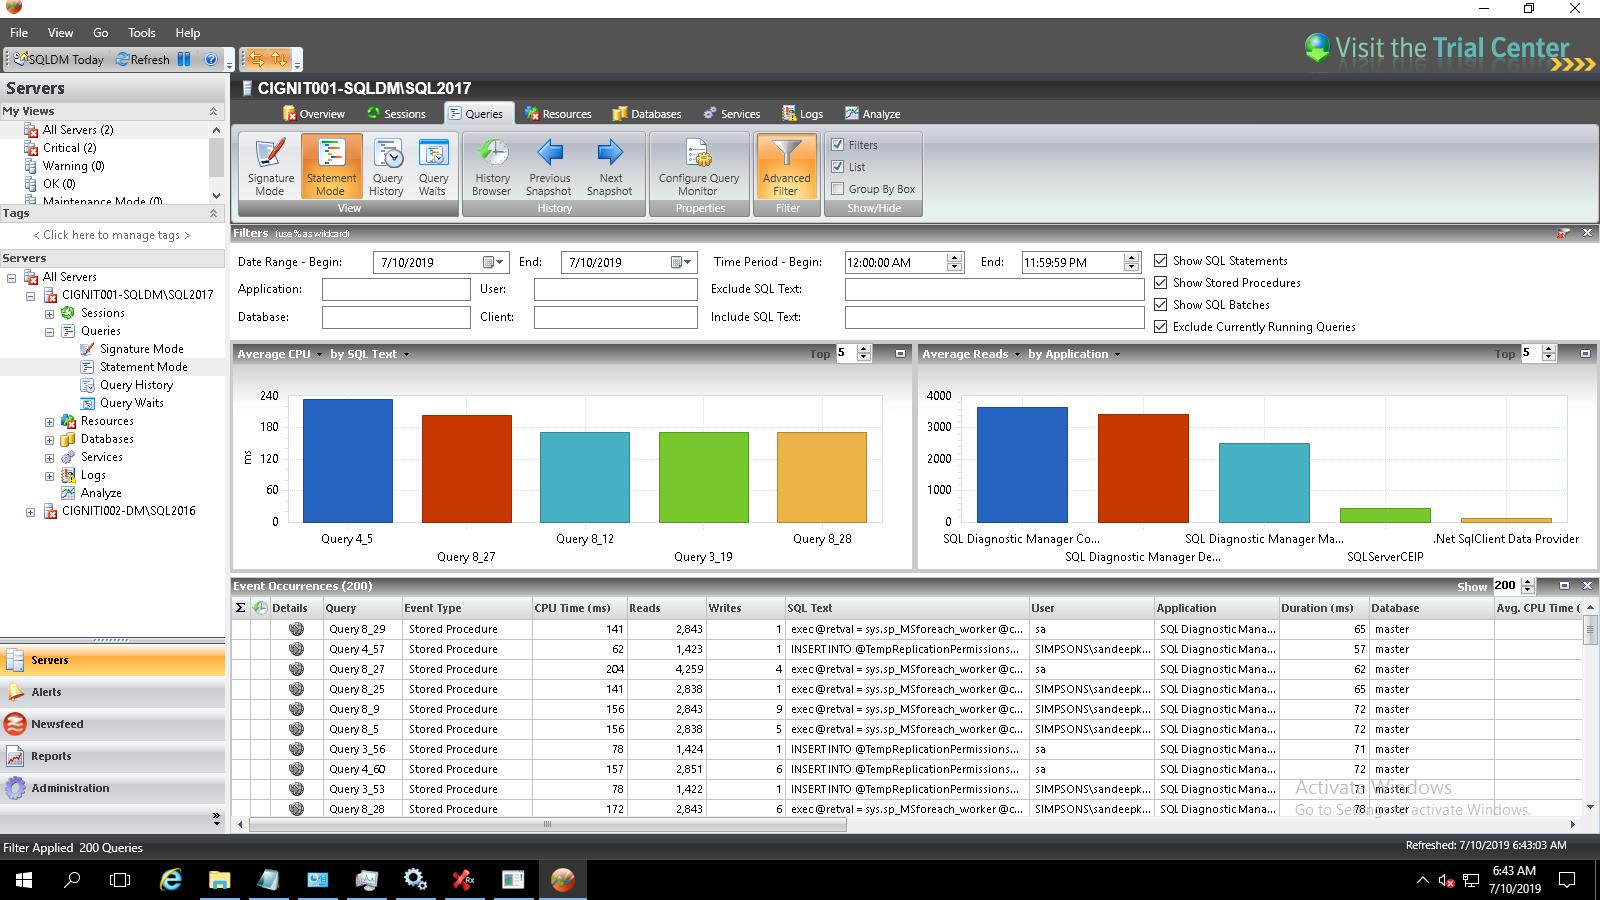 File View Go Tools Help
SQLDM Today Refresh
Visit the Trial Center
Servers
My Views
All Servers (2)
Critical (2)
Warning (0)
OK (0)
Maintenance Mode (0)
Tags
< Click here to manage tags >
Servers
All Servers
CIGNIT001-SQLDM\SQL2017
Sessions
Queries
Signature Mode
Statement Mode
Query History
Query Waits
Resources
Databases
Services
Logs
Analyze
CIGNITI002-DM\SQL2016
Servers
Alerts
Newsfeed
Reports
Administration
CIGNIT001-SQLDM\SQL2017
Overview Sessions Queries Resources Databases Services Logs Analyze
Signature Mode Statement Mode Query History Query Waits
View
History Browser Previous Snapshot Next Snapshot
History
Configure Query Monitor
Properties
Advanced Filter
Filter
Filters
List
Group By Box
Show/Hide
Filters (use % as wildcard)
Date Range - Begin: 7/10/2019 End: 7/10/2019 Time Period - Begin: 12:00:00 AM End: 11:59:59 PM Show SQL Statements
Application: User: Exclude SQL Text: Show Stored Procedures
Database: Client: Include SQL Text: Show SQL Batches
Exclude Currently Running Queries
Average CPU by SQL Text Top 5
240
180
120
60
0
ms
Query 4_5 Query 8_27 Query 8_12 Query 3_19 Query 8_28
Average Reads by Application Top 5
4000
3000
2000
1000
0
SQL Diagnostic Manager Co... SQL Diagnostic Manager De... SQL Diagnostic Manager Ma... SQLServerCEIP .Net SqlClient Data Provider
Event Occurrences (200) Show 200
Σ Details Query Event Type CPU Time (ms) Reads Writes SQL Text User Application Duration (ms) Database Avg. CPU Time (
Query 8_29 Stored Procedure 141 2,843 1 exec @retval = sys.sp_MSforeach_worker @c... sa SQL Diagnostic Mana... 65 master
Query 4_57 Stored Procedure 62 1,423 1 INSERT INTO @TempReplicationPermissions... SIMPSONS\sandeepk... SQL Diagnostic Mana... 57 master
Query 8_27 Stored Procedure 204 4,259 4 exec @retval = sys.sp_MSforeach_worker @c... sa SQL Diagnostic Mana... 62 master
Query 8_25 Stored Procedure 141 2,838 1 exec @retval = sys.sp_MSforeach_worker @c... SIMPSONS\sandeepk... SQL Diagnostic Mana... 65 master
Query 8_9 Stored Procedure 156 2,843 9 exec @retval = sys.sp_MSforeach_worker @c... SIMPSONS\sandeepk... SQL Diagnostic Mana... 72 master
Query 8_5 Stored Procedure 156 2,838 5 exec @retval = sys.sp_MSforeach_worker @c... SIMPSONS\sandeepk... SQL Diagnostic Mana... 72 master
Query 3_56 Stored Procedure 78 1,424 1 INSERT INTO @TempReplicationPermissions... sa SQL Diagnostic Mana... 71 master
Query 4_60 Stored Procedure 157 2,851 6 INSERT INTO @TempReplicationPermissions... sa SQL Diagnostic Mana... 72 master
Query 3_53 Stored Procedure 78 1,422 1 INSERT INTO @TempReplicationPermissions... SIMPSONS\sandeepk... SQL Diagnostic Mana... 71 master
Query 8_28 Stored Procedure 172 2,843 6 exec @retval = sys.sp_MSforeach_worker @c... SIMPSONS\sandeepk... SQL Diagnostic Mana... 78 master
Activate Windows
Go to Settings to activate Windows.
Filter Applied 200 Queries
Refreshed: 7/10/2019 6:43:03 AM
6:43 AM
7/10/2019